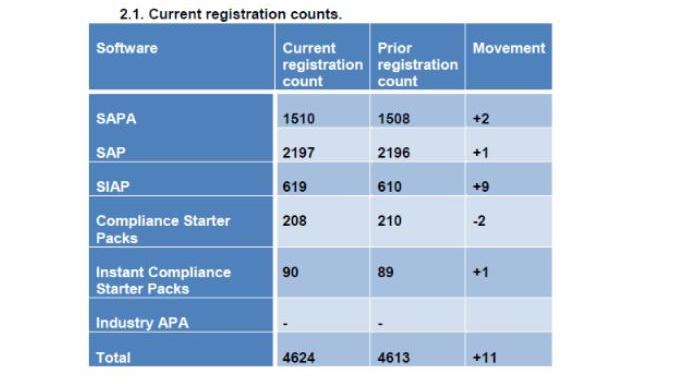 2.1. Current registration counts.
Software Current registration count Prior registration count Movement
SAPA 1510 1508 +2
SAP 2197 2196 +1
SIAP 619 610 +9
Compliance Starter Packs 208 210 -2
Instant Compliance Starter Packs 90 89 +1
Industry APA - -
Total 4624 4613 +11